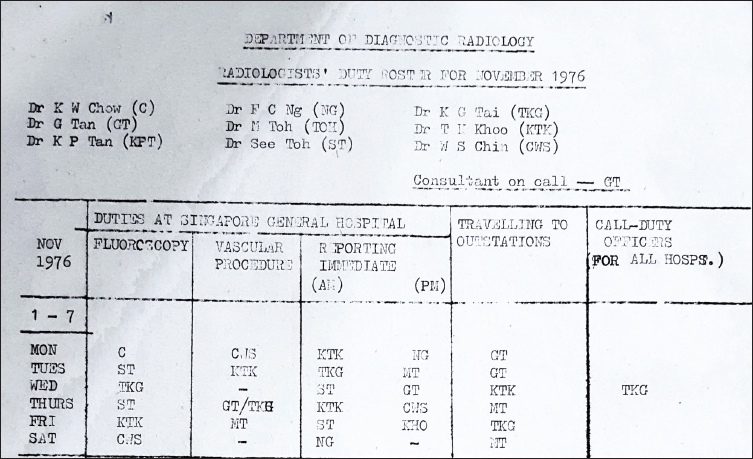 DEPARTMENT OF DIAGNOSTIC RADIOLOGY
RADIOLOGISTS' DUTY ROSTER FOR NOVEMBER 1976
Dr K W Chow (C) Dr F C Ng (NG) Dr K G Tai (TKG)
Dr G Tan (GT) Dr M Toh (TOH) Dr T K Khoo (KTK)
Dr K P Tan (KPT) Dr See Toh (ST) Dr W S Chin (CWS)
Consultant on call — GT
DUTIES AT SINGAPORE GENERAL HOSPITAL TRAVELLING TO CALL-DUTY
NOV FLUOROSCOPY VASCULAR REPORTING OUTSTATIONS OFFICERS
1976 PROCEDURE IMMEDIATE (FOR ALL HOSPS.)
(AM) (PM)
1 - 7
MON C CWS KTK NG GT
TUES ST KTK TKG MT GT
WED TKG - ST GT KTK TKG
THURS ST GT/TKG KTK CWS MT
FRI KTK MT ST KHO TKG
SAT CWS - NG - MT